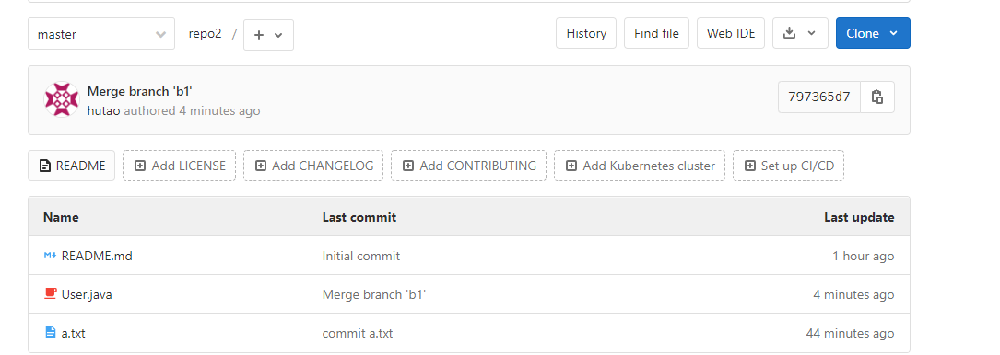 master repo2 / + History Find file Web IDE Clone
Merge branch 'b1'
hutao authored 4 minutes ago
797365d7
README Add LICENSE Add CHANGELOG Add CONTRIBUTING Add Kubernetes cluster Set up CI/CD
Name Last commit Last update
README.md Initial commit 1 hour ago
User.java Merge branch 'b1' 4 minutes ago
a.txt commit a.txt 44 minutes ago